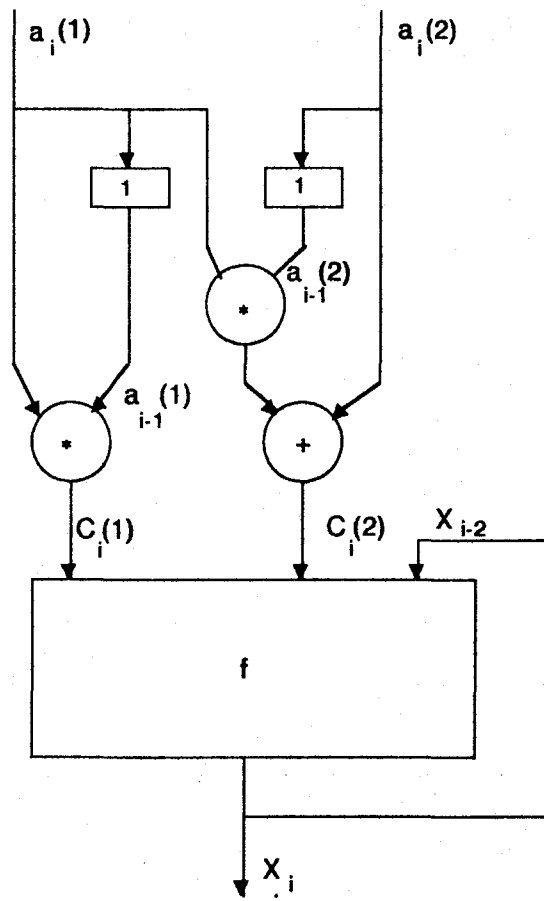 a i (1) a i (2)
1 1
a i-1 (2)
*
a i-1 (1)
* +
C i (1) C i (2) X i-2
f
X i